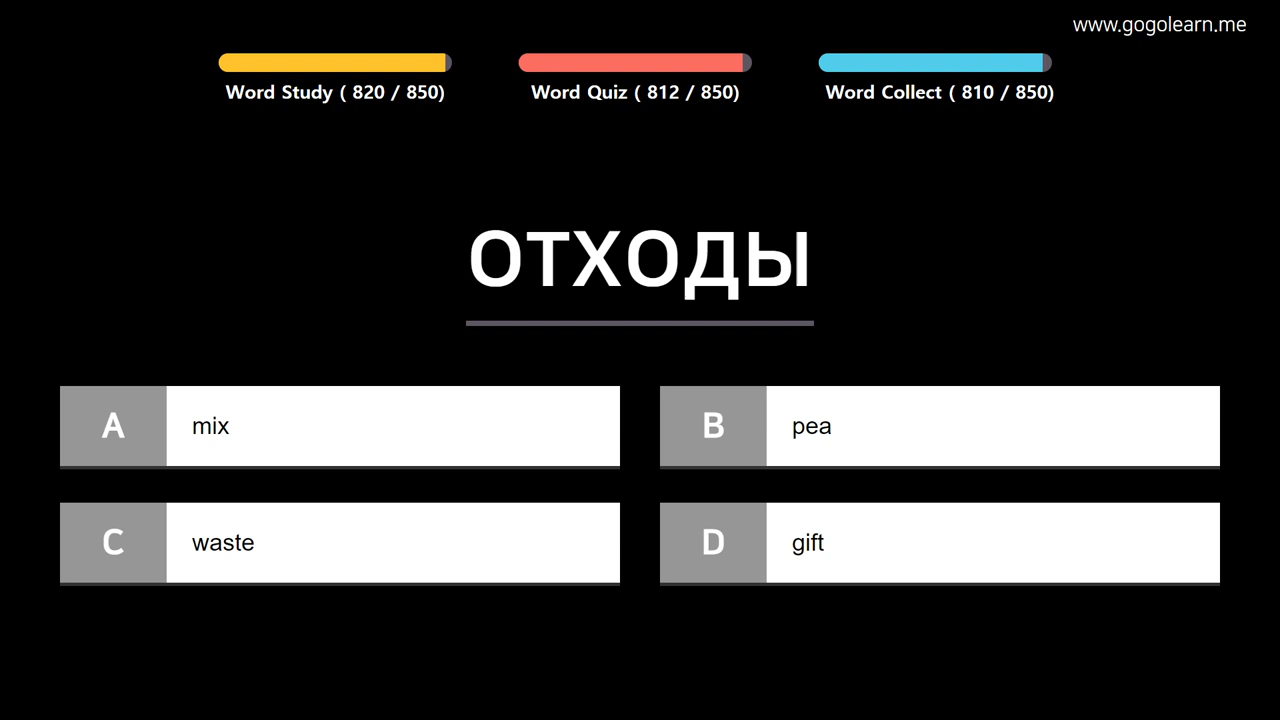 www.gogolearn.me
Word Study ( 820 / 850)
Word Quiz ( 812 / 850)
Word Collect ( 810 / 850)
ОТХОДЫ
A mix
B pea
C waste
D gift